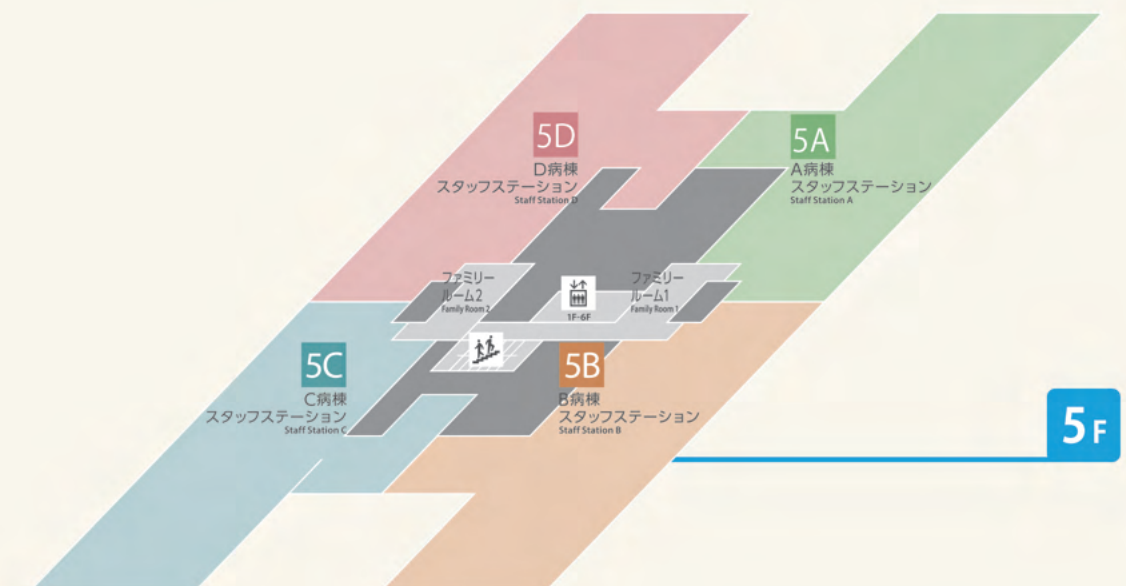 5D
D病棟
スタッフステーション
Staff Station D
5A
A病棟
スタッフステーション
Staff Station A
ファミリー
ルーム2
Family Room 2
1F-6F
ファミリー
ルーム1
Family Room 1
5C
C病棟
スタッフステーション
Staff Station C
5B
B病棟
スタッフステーション
Staff Station B
5F